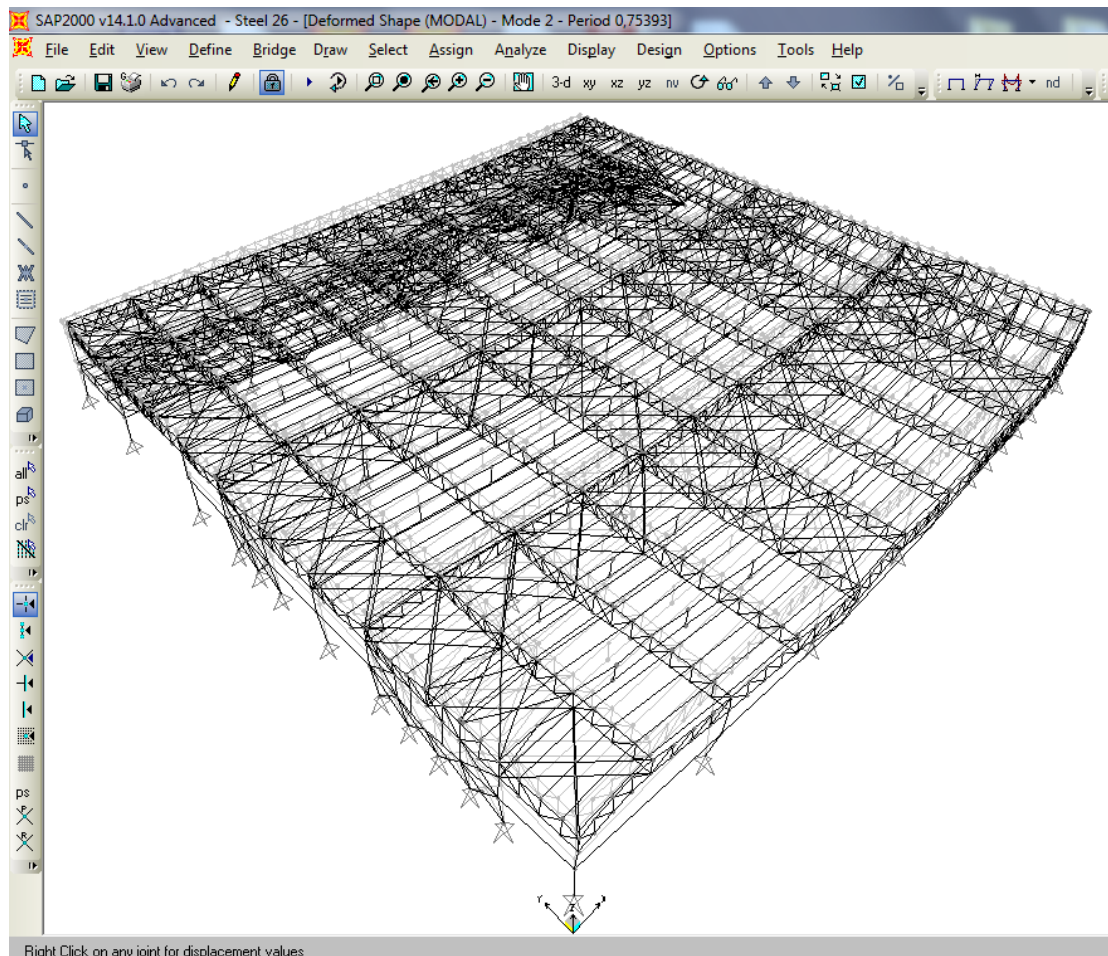 SAP2000 v14.1.0 Advanced - Steel 26 - [Deformed Shape (MODAL) - Mode 2 - Period 0,75393]
File Edit View Define Bridge Draw Select Assign Analyze Display Design Options Tools Help
3-d xy xz yz nv nd
all
ps
clr
ps
Y Z X
Right Click on any joint for displacement values